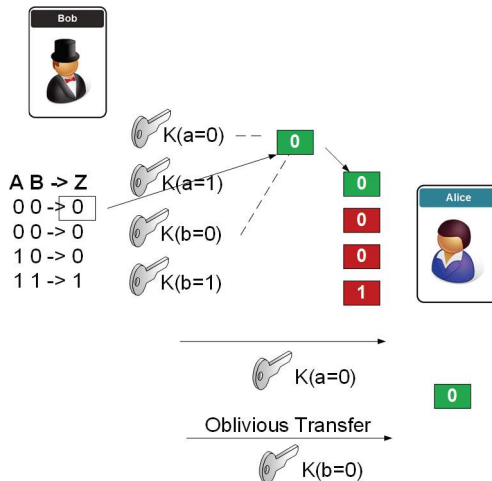 Bob
K(a=0)
0
K(a=1)
0
Alice
A B -> Z
0 0 -> 0
0
K(b=0)
0 0 -> 0
1 0 -> 0
0
1 1 -> 1
K(b=1)
1
K(a=0)
0
Oblivious Transfer
K(b=0)